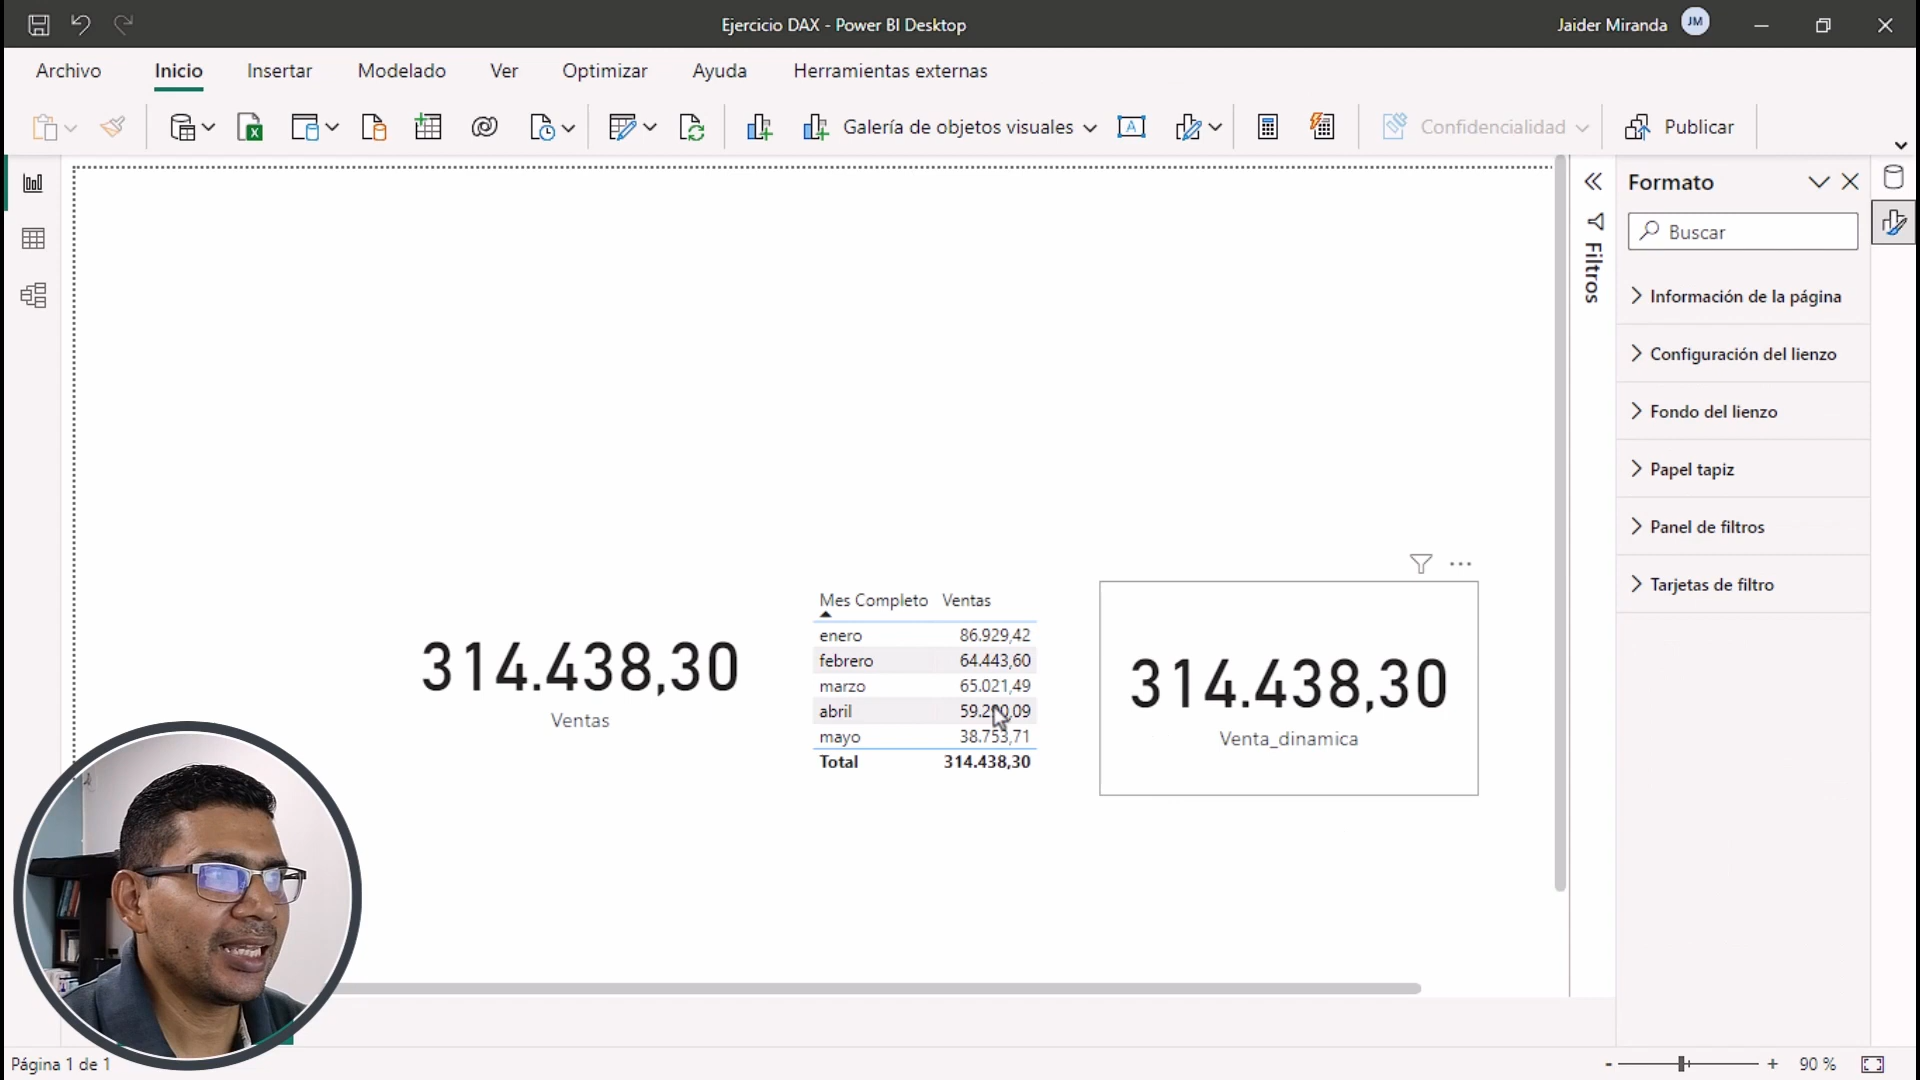 Ejercicio DAX - Power BI Desktop
Jaider Miranda
JM
Archivo
Inicio
Insertar
Modelado
Ver
Optimizar
Ayuda
Herramientas externas
Galería de objetos visuales
Confidencialidad
Publicar
Filtros
Formato
Buscar
Información de la página
Configuración del lienzo
Fondo del lienzo
Papel tapiz
Panel de filtros
Tarjetas de filtro
314.438,30
Ventas
Mes Completo Ventas
enero 86.929,42
febrero 64.443,60
marzo 65.021,49
abril
mayo 38.753,71
Total 314.438,30
314.438,30
Venta_dinamica
Página 1 de 1
- + 90 %